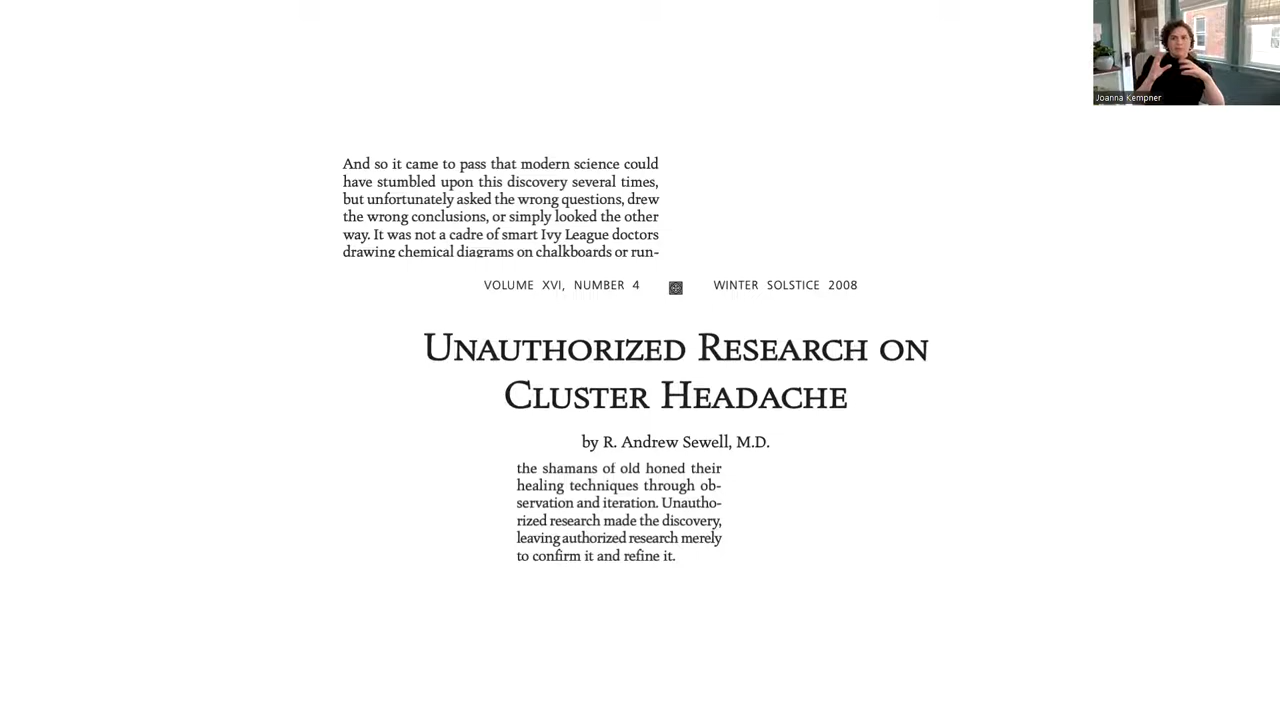 Joanna Kempner
And so it came to pass that modern science could
have stumbled upon this discovery several times,
but unfortunately asked the wrong questions, drew
the wrong conclusions, or simply looked the other
way. It was not a cadre of smart Ivy League doctors
drawing chemical diagrams on chalkboards or run-
VOLUME XVI, NUMBER 4 WINTER SOLSTICE 2008
UNAUTHORIZED RESEARCH ON
CLUSTER HEADACHE
by R. Andrew Sewell, M.D.
the shamans of old honed their
healing techniques through ob-
servation and iteration. Unautho-
rized research made the discovery,
leaving authorized research merely
to confirm it and refine it.